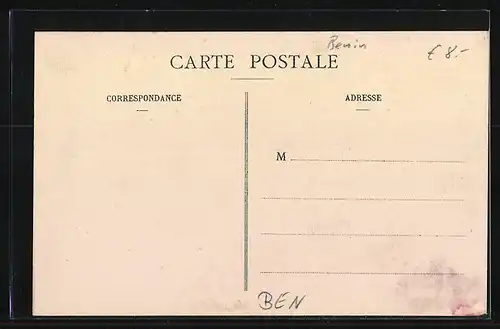 Benin
€ 8.-
CARTE POSTALE
CORRESPONDANCE
ADRESSE
M
BEN